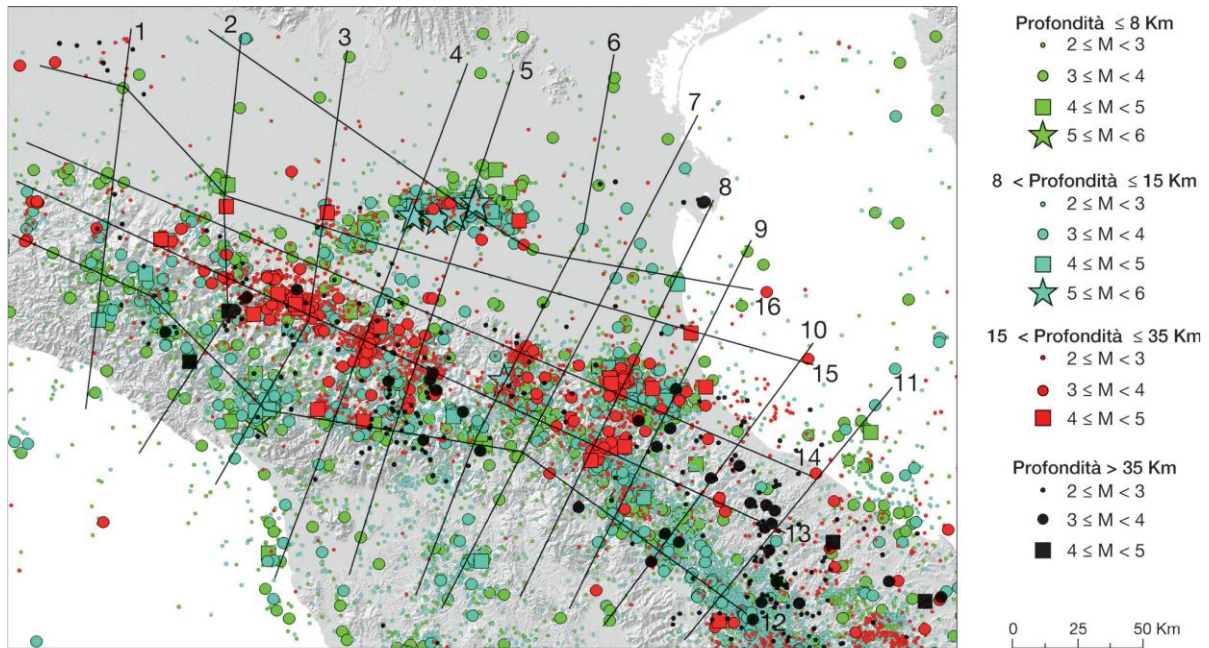 1
2
3
4
5
6
7
8
9
10
11
12
13
14
15
16
Profondità ≤ 8 Km
2 ≤ M < 3
3 ≤ M < 4
4 ≤ M < 5
5 ≤ M < 6
8 < Profondità ≤ 15 Km
2 ≤ M < 3
3 ≤ M < 4
4 ≤ M < 5
5 ≤ M < 6
15 < Profondità ≤ 35 Km
2 ≤ M < 3
3 ≤ M < 4
4 ≤ M < 5
Profondità > 35 Km
2 ≤ M < 3
3 ≤ M < 4
4 ≤ M < 5
0 25 50 Km